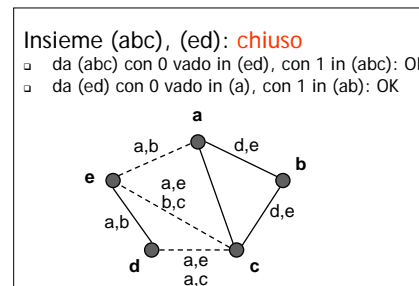 Insieme (abc), (ed): chiuso
da (abc) con 0 vado in (ed), con 1 in (abc):
da (ed) con 0 vado in (a), con 1 in (ab): OK
a
a,b
d,e
e
b
a,e
b,c
a,b
d,e
d
a,e
c
a,c